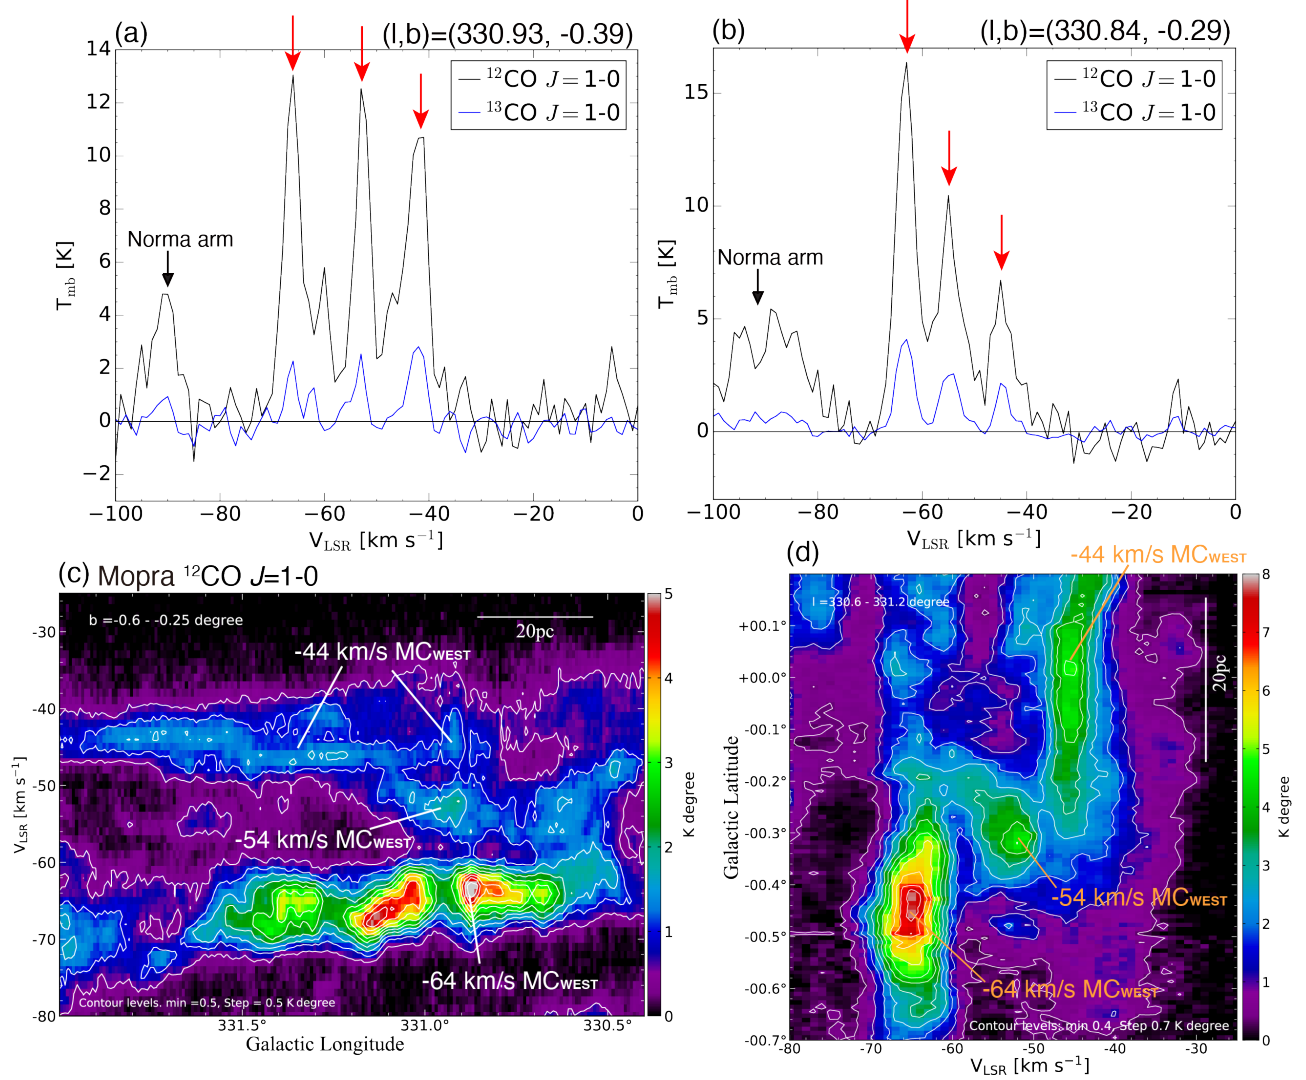 (a) (l,b)=(330.93, -0.39)
14
12
10
8
6
4
2
0
−2
T_mb [K]
¹²CO J = 1-0
¹³CO J = 1-0
Norma arm
−100 −80 −60 −40 −20 0
V_LSR [km s⁻¹]
(b) (l,b)=(330.84, -0.29)
15
10
5
0
T_mb [K]
¹²CO J = 1-0
¹³CO J = 1-0
Norma arm
−100 −80 −60 −40 −20 0
V_LSR [km s⁻¹]
(c) Mopra ¹²CO J=1-0
b = -0.6 - -0.25 degree
20pc
-44 km/s MCWEST
-54 km/s MCWEST
-64 km/s MCWEST
Contour levels. min =0.5, Step = 0.5 K degree
-30
-40
-50
-60
-70
-80
V_LSR [km s⁻¹]
331.5 331.0 330.5
Galactic Longitude
5
4
3
2
1
0
K degree
(d)
-44 km/s MCWEST
l =330.6 - 331.2 degree
20pc
-54 km/s MCWEST
-64 km/s MCWEST
Contour levels: min 0.4, Step 0.7 K degree
+00.1°
+00.0°
-00.1°
-00.2°
-00.3°
-00.4°
-00.5°
-00.6°
-00.7°
Galactic Latitude
-80 -70 -60 -50 -40 -30
V_LSR [km s⁻¹]
8
7
6
5
4
3
2
1
0
K degree